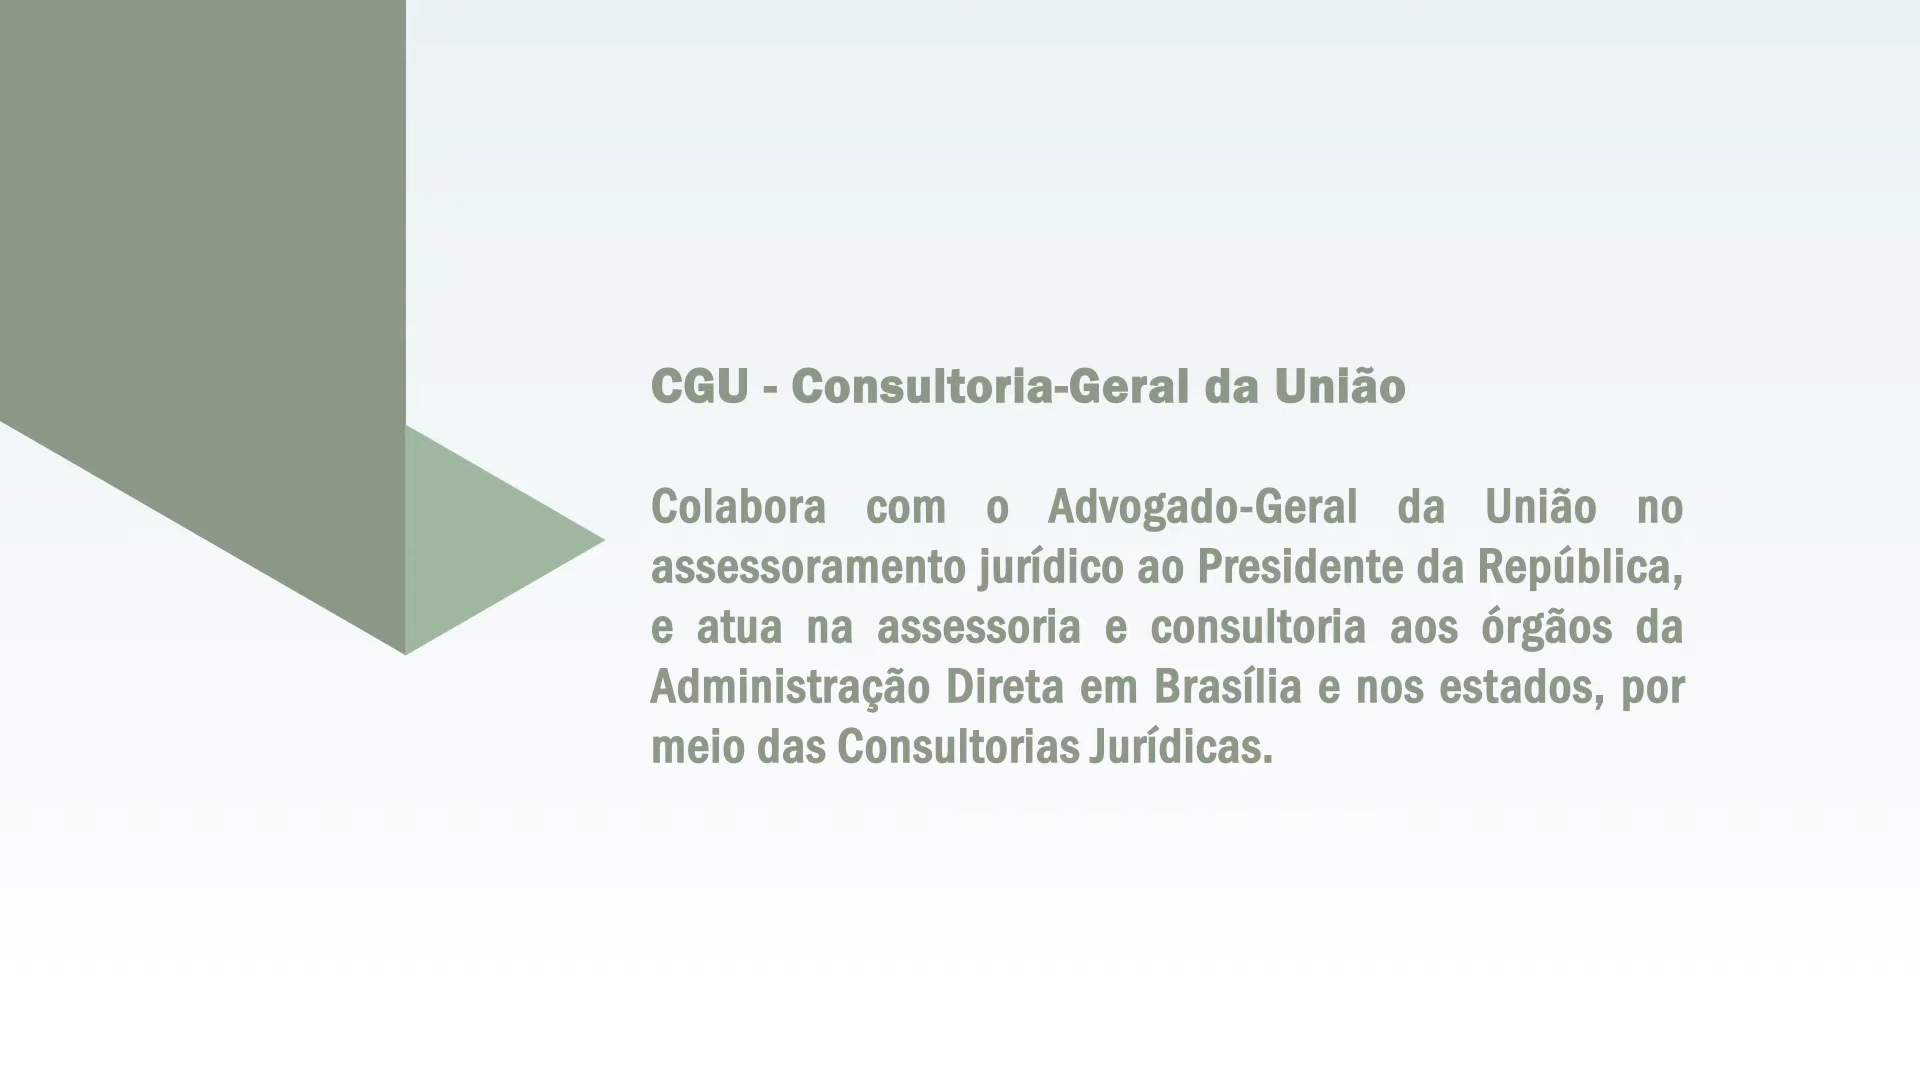 CGU - Consultoria-Geral da União
Colabora com o Advogado-Geral da União no
assessoramento jurídico ao Presidente da República,
e atua na assessoria e consultoria aos órgãos da
Administração Direta em Brasília e nos estados, por
meio das Consultorias Jurídicas.